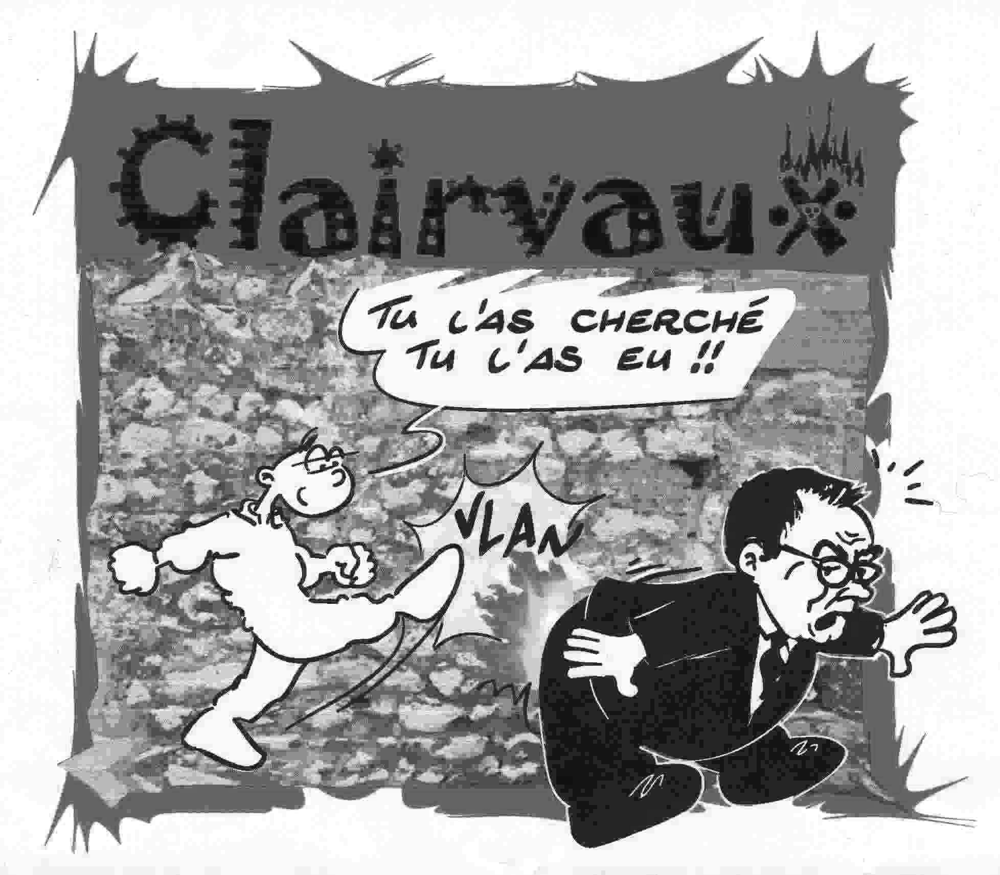 Clairvaux
TU L'AS CHERCHÉ
TU L'AS EU !!
VLAN